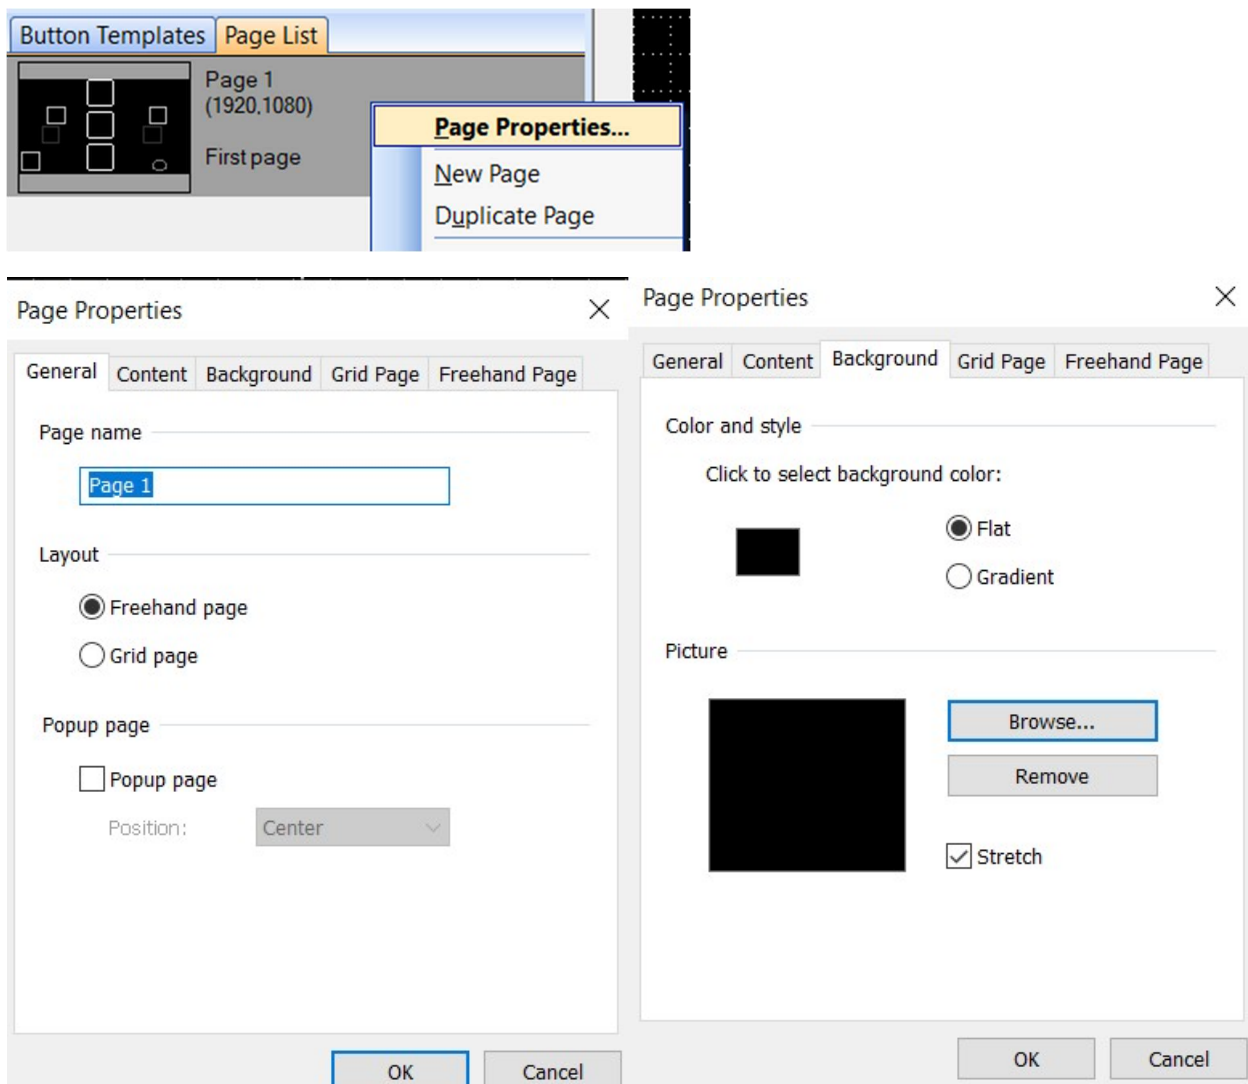 Button Templates Page List
Page 1
(1920,1080)
First page
Page Properties...
New Page
Duplicate Page
Page Properties
General Content Background Grid Page Freehand Page
Page name
Page 1
Layout
Freehand page
Grid page
Popup page
Popup page
Position: Center
OK Cancel
Page Properties
General Content Background Grid Page Freehand Page
Color and style
Click to select background color:
Flat
Gradient
Picture
Browse...
Remove
Stretch
OK Cancel